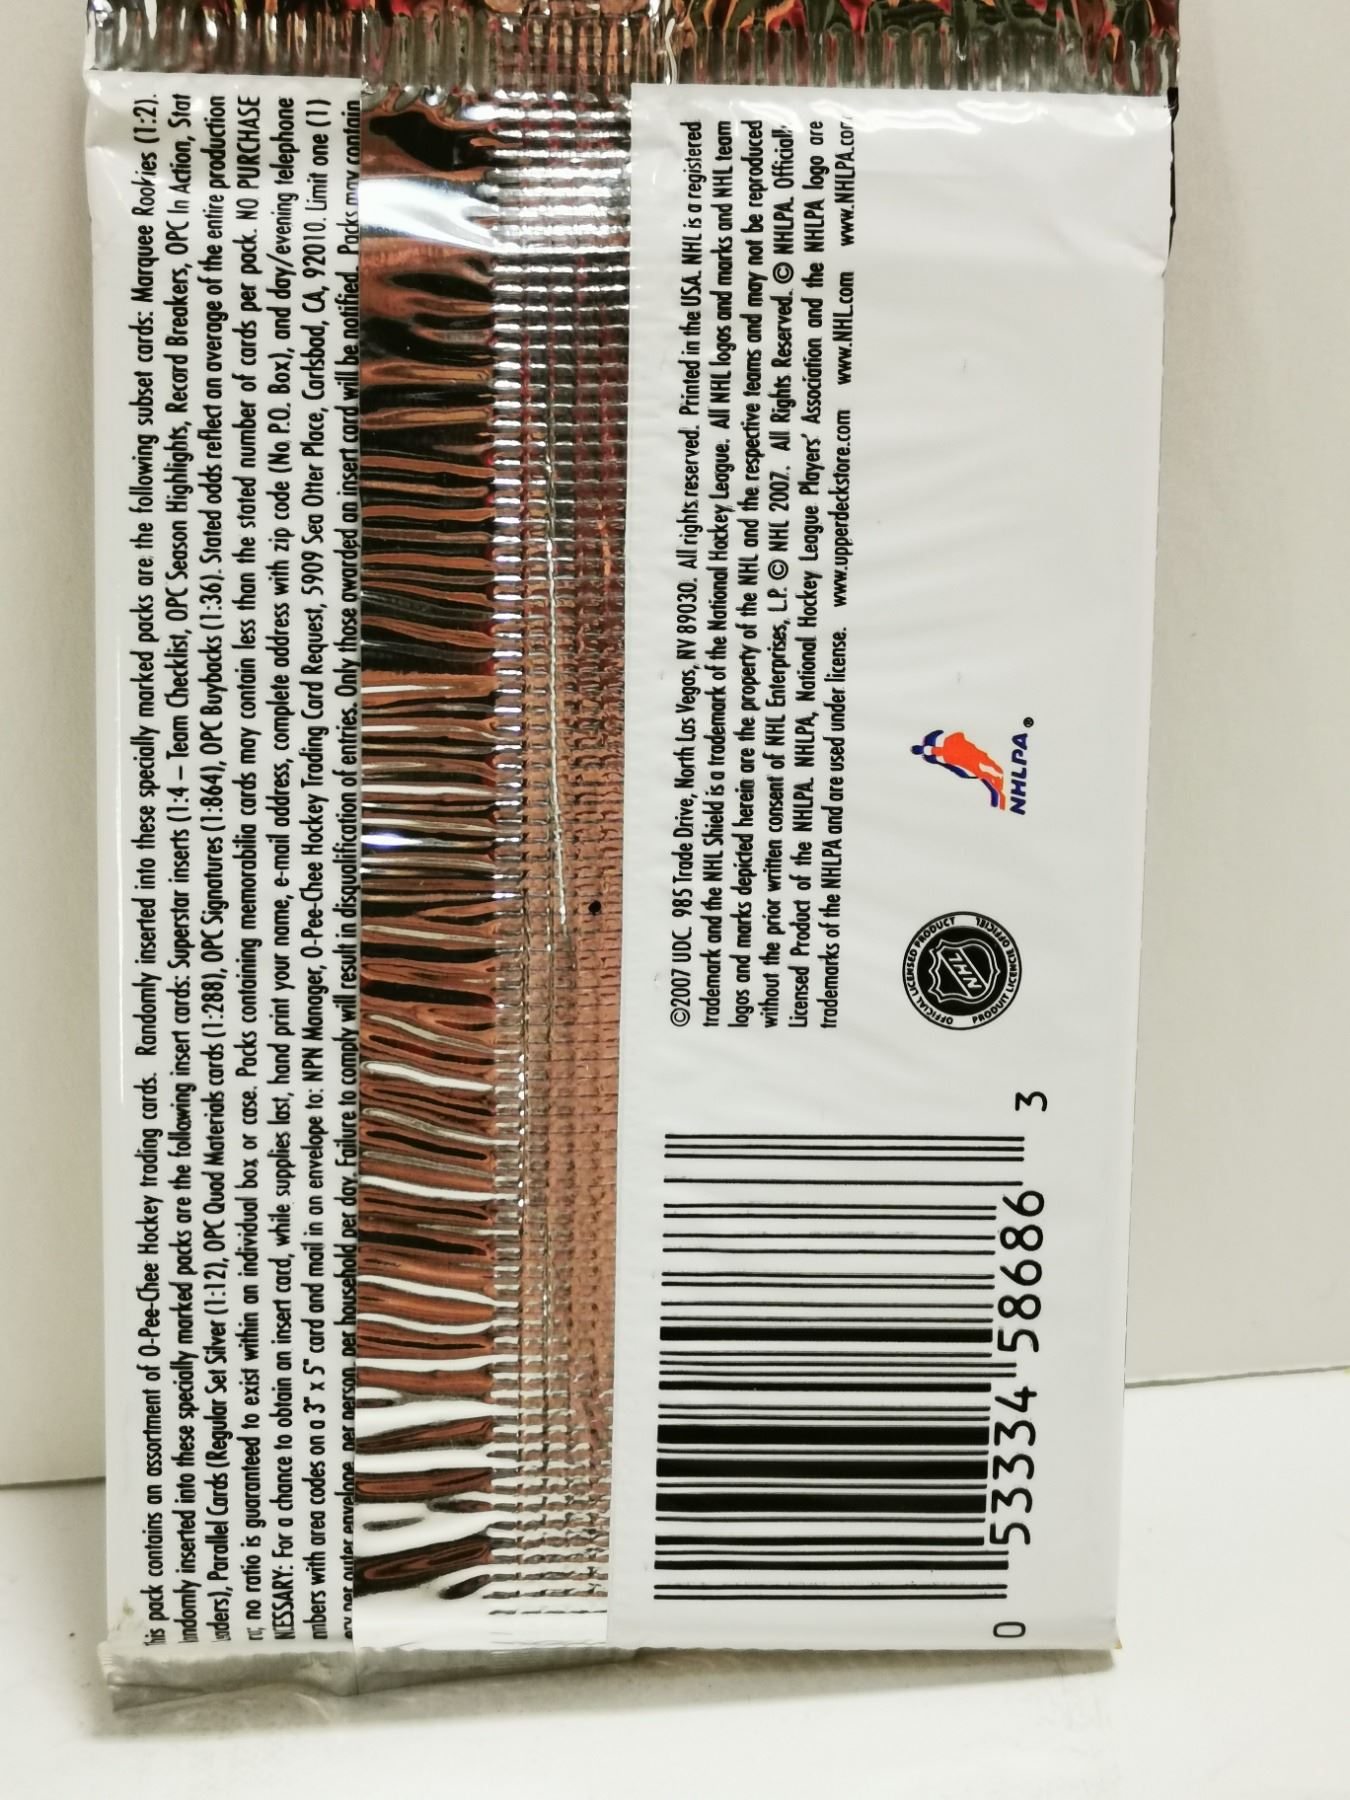 his pack contains an assortment of O-Pee-Chee Hockey trading cards. Randomly inserted into these specially marked packs are the following subset cards: Marquee Rookies (1:2).
ndomly inserted into these specially marked packs are the following insert cards: Superstar inserts (1:4 – Team Checklist, OPC Season Highlights, Record Breakers, OPC In Action, Stat
aders), Parallel Cards (Regular Set Silver (1:12), OPC Quad Materials cards (1:288), OPC Signatures (1:864), OPC Buybacks (1:36). Stated odds reflect an average of the entire production
no ratio is guaranteed to exist within an individual box or case. Packs containing memorabilia cards may contain less than the stated number of cards per pack. NO PURCHASE
NECESSARY: For a chance to obtain an insert card, while supplies last, hand print your name, e-mail address, complete address with zip code (No P.O. Box), and day/evening telephone
mbers with area codes on a 3" x 5" card and mail in an envelope to: NPN Manager, O-Pee-Chee Hockey Trading Card Request, 5909 Sea Otter Place, Carlsbad, CA, 92010. Limit one (1)
per outer envelope, per person, per household per day. Failure to comply will result in disqualification of entries. Only those awarded an insert card will be notified. Packs may contain
©2007 UDC 985 Trade Drive, North Las Vegas, NV 89030. All rights reserved. Printed in the USA. NHL is a registered
trademark and the NHL Shield is a trademark of the National Hockey League. All NHL logos and marks and NHL team
logos and marks depicted herein are the property of the NHL and the respective teams and may not be reproduced
without the prior written consent of NHL Enterprises, L.P. © NHL 2007. All Rights Reserved. © NHLPA. Officially
Licensed Product of the NHLPA. NHLPA, National Hockey League Players' Association and the NHLPA logo are
trademarks of the NHLPA and are used under license. www.upperdeckstore.com www.NHL.com www.NHLPA.com
OFFICIAL LICENSED PRODUCT
PRODUIT LICENCIÉ OFFICIEL
NHL
NHLPA®
0 53334 58686 3